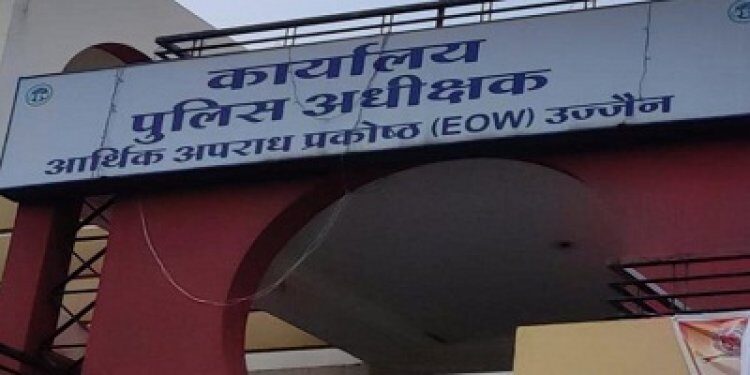 कार्यालय
पुलिस अधीक्षक
आर्थिक अपराध प्रकोष्ठ (EOW) उज्जैन